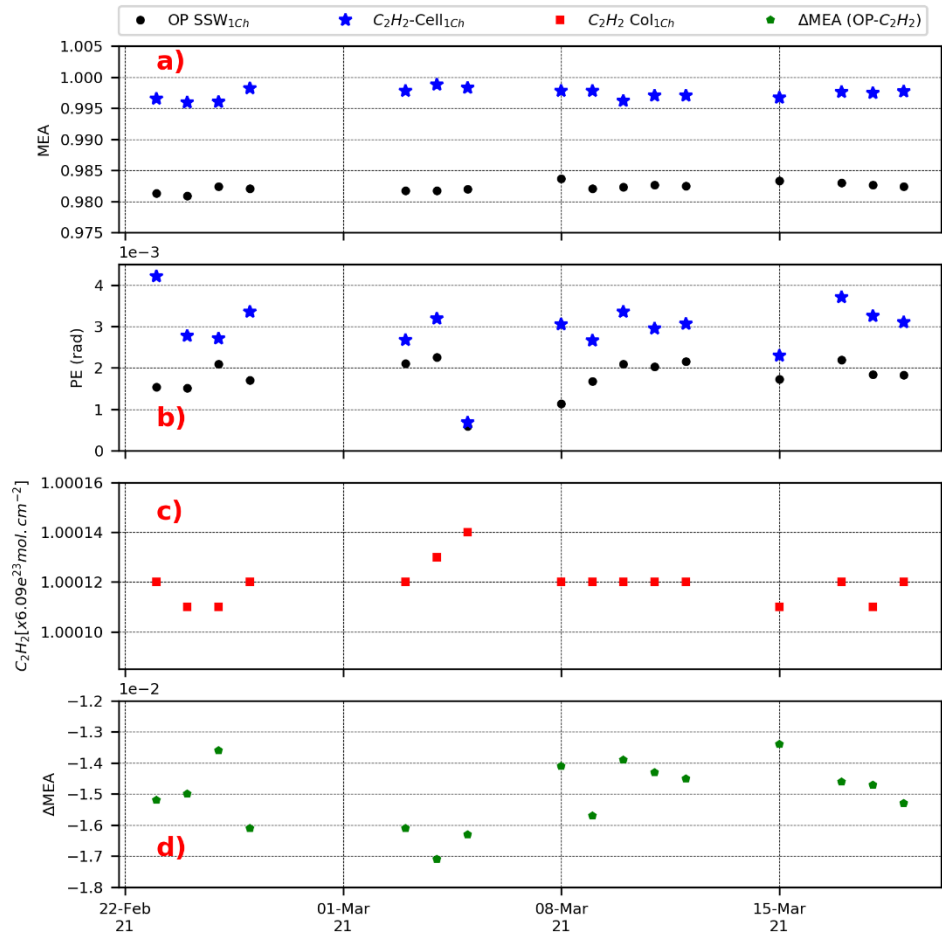 OP SSW1Ch C2H2-Cell1Ch C2H2 Col1Ch ΔMEA (OP-C2H2)
a)
1.005
1.000
0.995
0.990
0.985
0.980
0.975
MEA
1e−3
4
3
2
1
0
PE (rad)
b)
1.00016
1.00014
1.00012
1.00010
C2H2[x6.09e23mol.cm−2]
c)
1e−2
−1.2
−1.3
−1.4
−1.5
−1.6
−1.7
−1.8
ΔMEA
d)
22-Feb 01-Mar 08-Mar 15-Mar
21 21 21 21